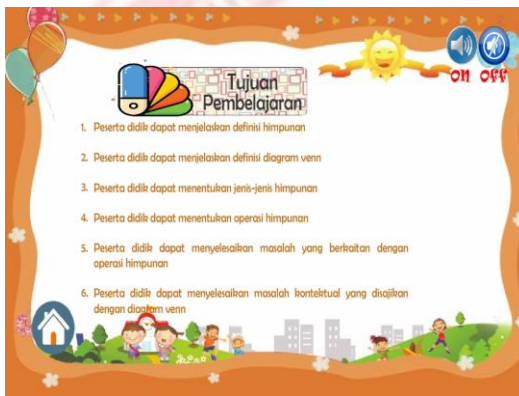 Tujuan
Pembelajaran
ON OFF
1. Peserta didik dapat menjelaskan definisi himpunan
2. Peserta didik dapat menjelaskan definisi diagram venn
3. Peserta didik dapat menentukan jenis-jenis himpunan
4. Peserta didik dapat menentukan operasi himpunan
5. Peserta didik dapat menyelesaikan masalah yang berkaitan dengan
operasi himpunan
6. Peserta didik dapat menyelesaikan masalah kontektual yang disajikan
dengan diagram venn